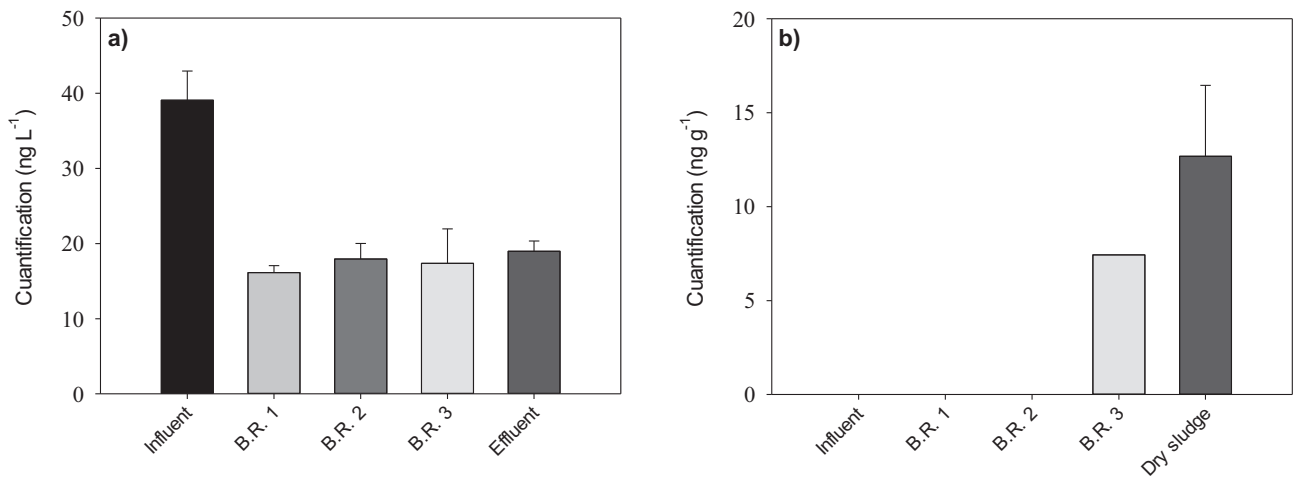 a)
Cuantification (ng L-1)
50
40
30
20
10
0
Influent
B.R. 1
B.R. 2
B.R. 3
Effluent
b)
Cuantification (ng g-1)
20
15
10
5
0
Influent
B.R. 1
B.R. 2
B.R. 3
Dry sludge